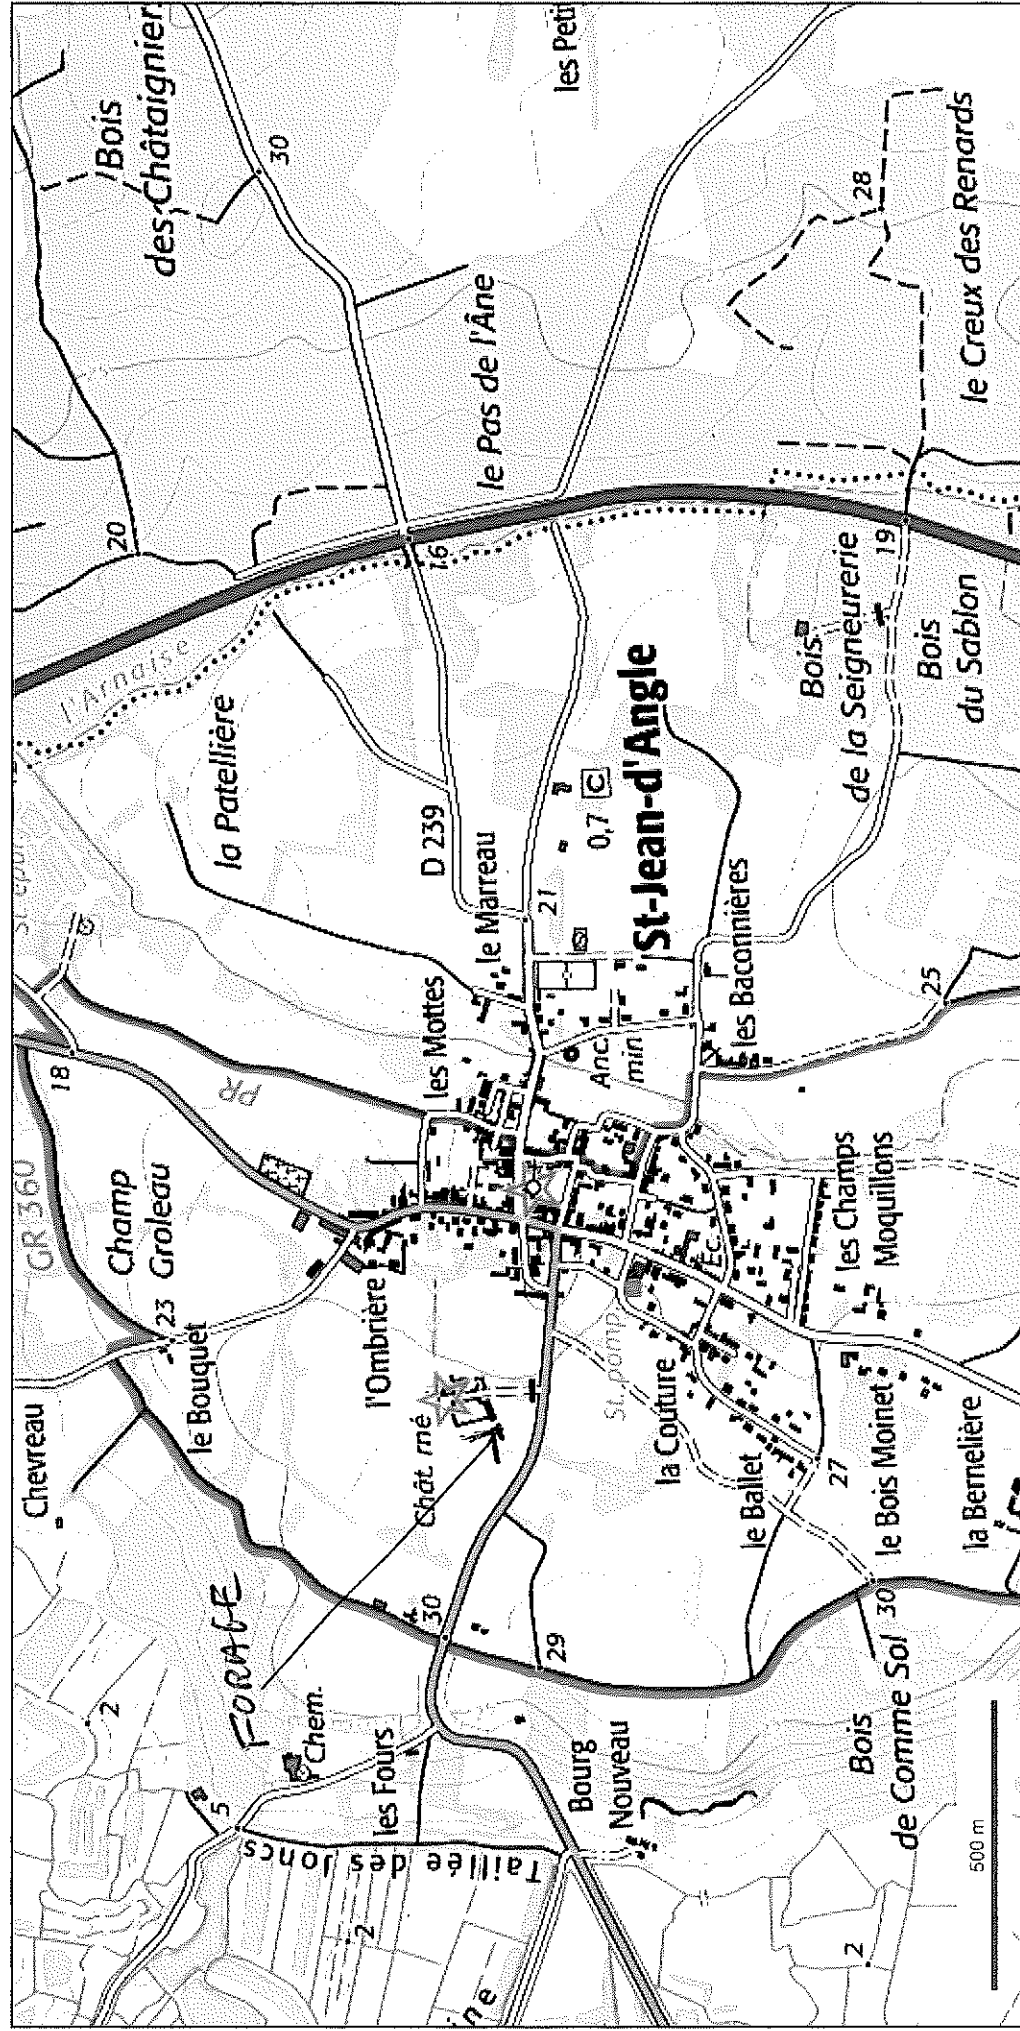 Bois
des Châtaignier
30
les Peti
20
le Pas de l'Âne
28
le Creux des Renards
16
19
l'Arnaise
la Patellière
D 239
le Marreau
21
0,7 C
St-Jean-d'Angle
Bois
de la Seigneurerie
Bois
du Sablon
St. épur
18
PR
les Mottes
Anc
min
les Baconnières
25
GR 360
Champ
Groleau
23
le Bouquet
l'Ombrière
Chât.
Éc.
les Champs
Moquillons
Chevreau
St. pomp
la Couture
le Ballet
27
le Bois Moinet
la Bernelière
FORAGE
30
29
30
2
Chem.
5
les Fours
Taillée des Joncs
Bourg
Nouveau
Bois
de Comme Sol
2
2
ine
500 m